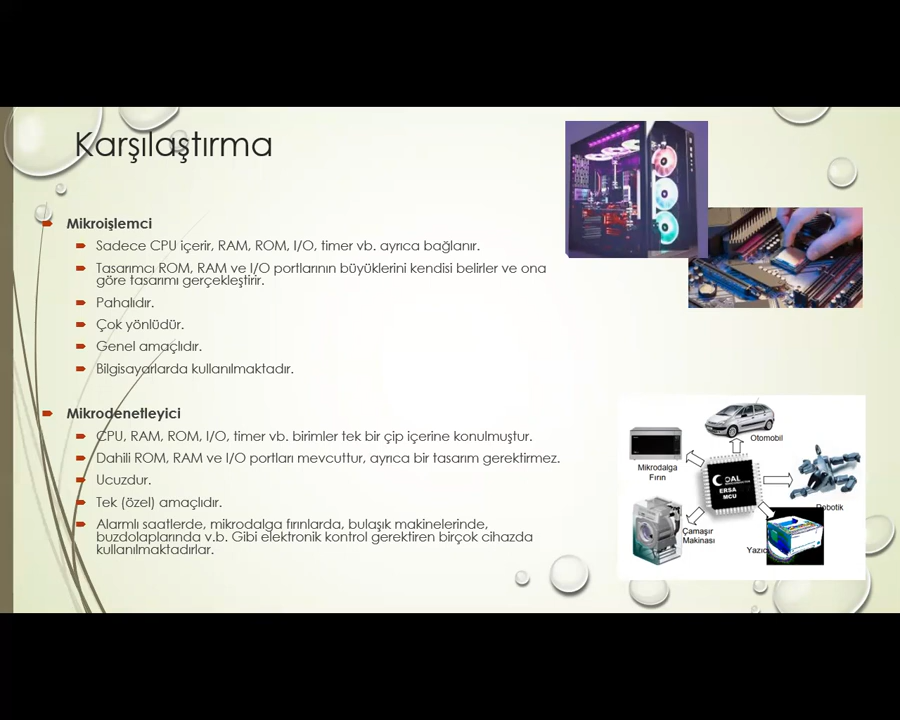 Karşılaştırma
Mikroişlemci
Sadece CPU içerir, RAM, ROM, I/O, timer vb. ayrıca bağlanır.
Tasarımcı ROM, RAM ve I/O portlarının büyüklerini kendisi belirler ve ona
göre tasarımı gerçekleştirir.
Pahalıdır.
Çok yönlüdür.
Genel amaçlıdır.
Bilgisayarlarda kullanılmaktadır.
Mikrodenetleyici
CPU, RAM, ROM, I/O, timer vb. birimler tek bir çip içerine konulmuştur.
Dahili ROM, RAM ve I/O portları mevcuttur, ayrıca bir tasarım gerektirmez.
Ucuzdur.
Tek (özel) amaçlıdır.
Alarmlı saatlerde, mikrodalga fırınlarda, bulaşık makinelerinde,
buzdolaplarında v.b. Gibi elektronik kontrol gerektiren birçok cihazda
kullanılmaktadırlar.
Otomobil
Mikrodalga
Fırın
OAL
ERSA
MCU
Robotik
Çamaşır
Makinası
Yazıc